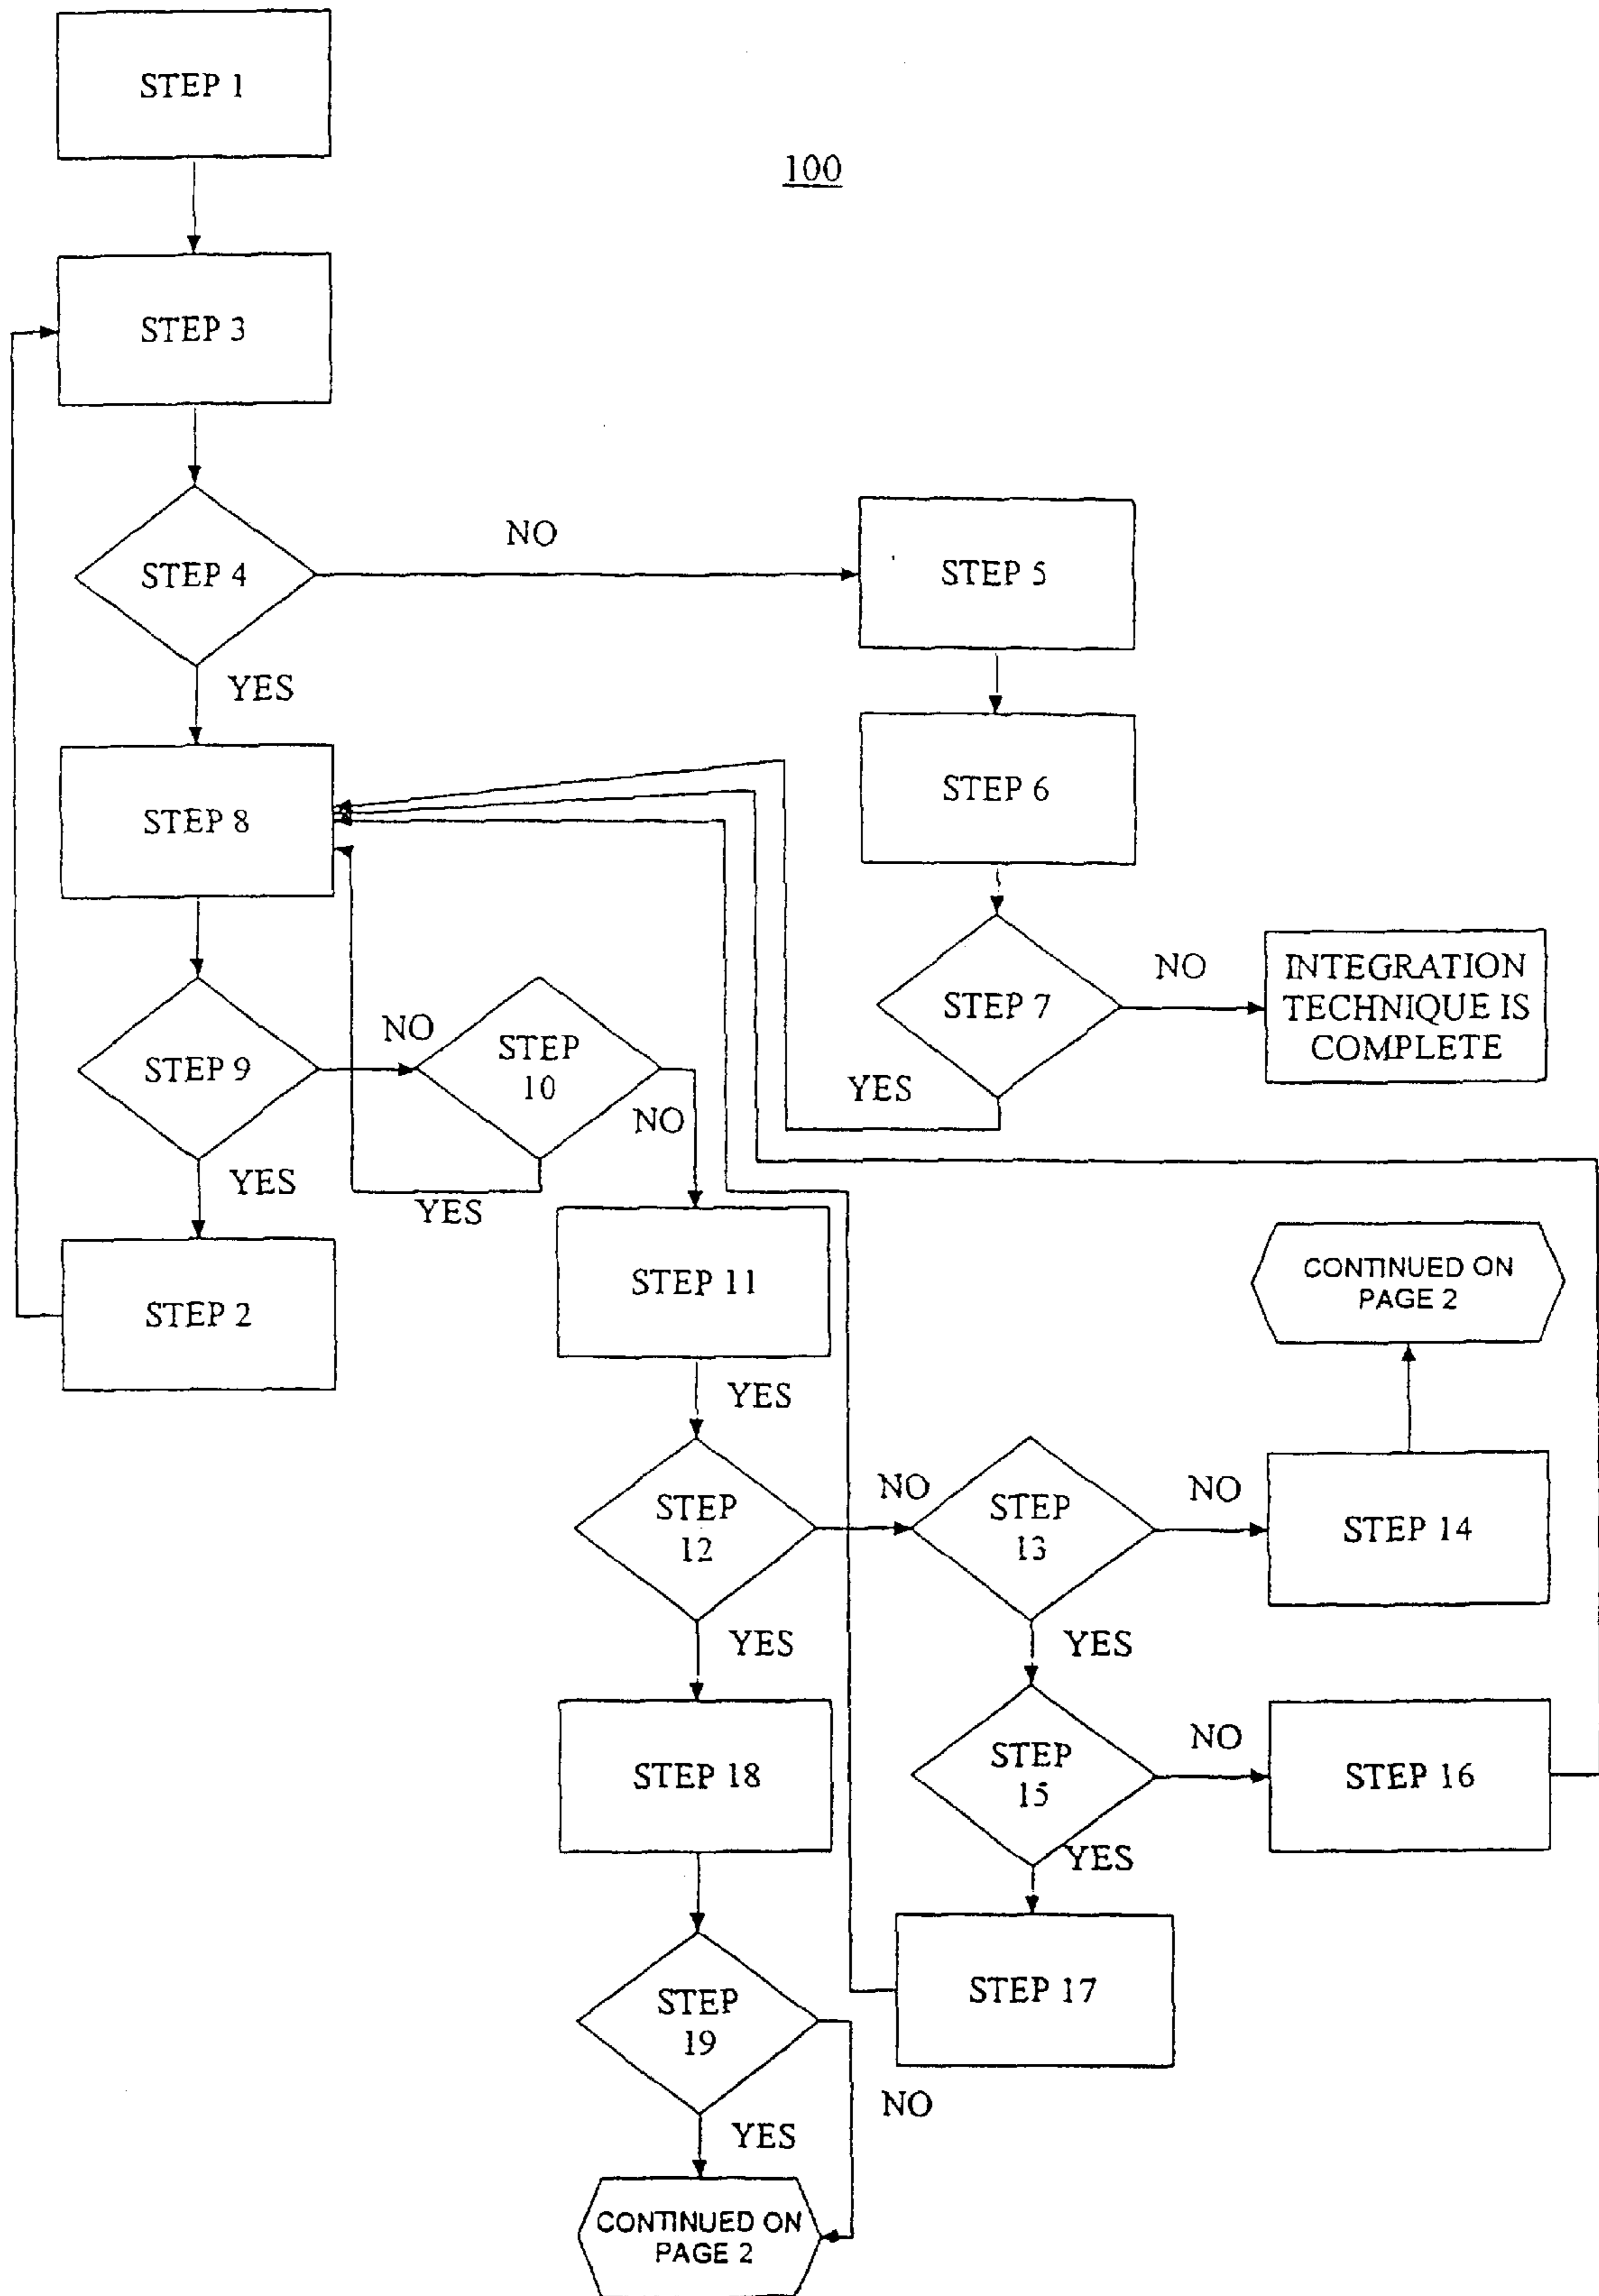 STEP 1
100
STEP 3
NO
STEP 4
STEP 5
YES
STEP 6
STEP 8
NO
INTEGRATION
TECHNIQUE IS
COMPLETE
STEP 7
NO
STEP
10
STEP 9
YES
NO
YES
YES
CONTINUED ON
PAGE 2
STEP 11
STEP 2
YES
NO
NO
STEP
12
STEP
13
STEP 14
YES
YES
NO
STEP 18
STEP
15
STEP 16
YES
STEP 17
STEP
19
NO
YES
CONTINUED ON
PAGE 2